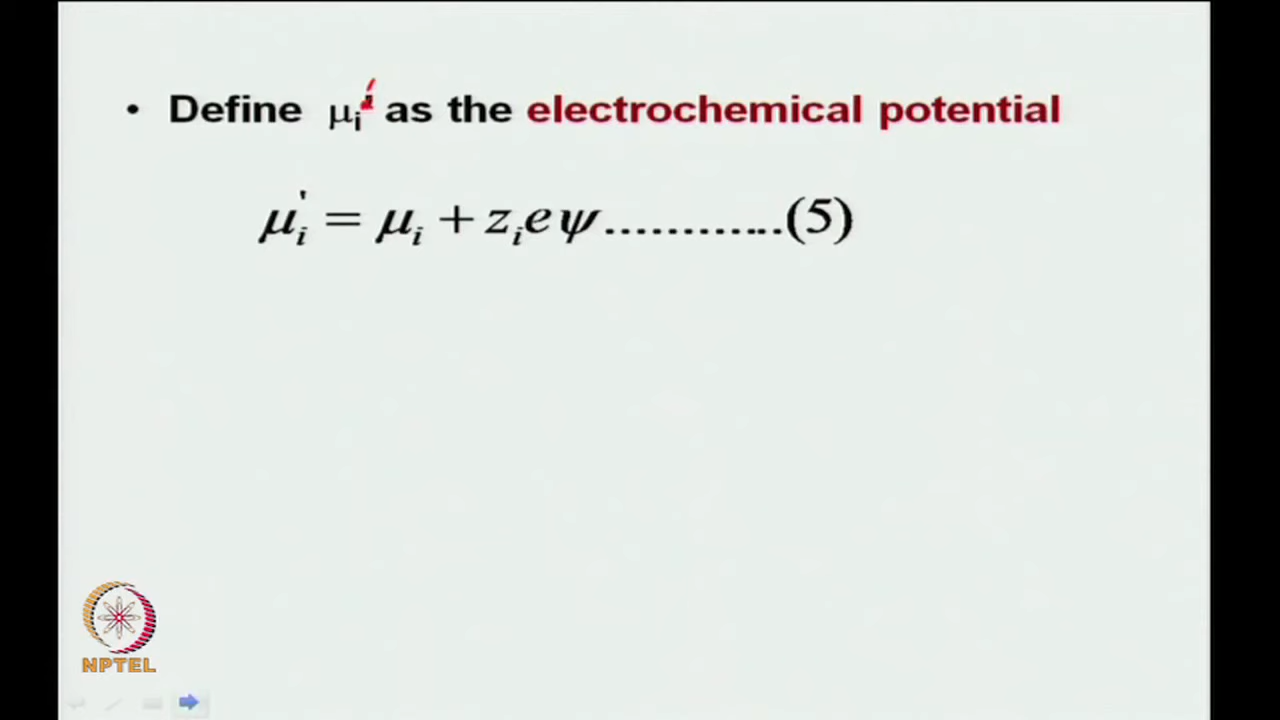 • Define μi' as the electrochemical potential
μi' = μi + zieψ............(5)
NPTEL